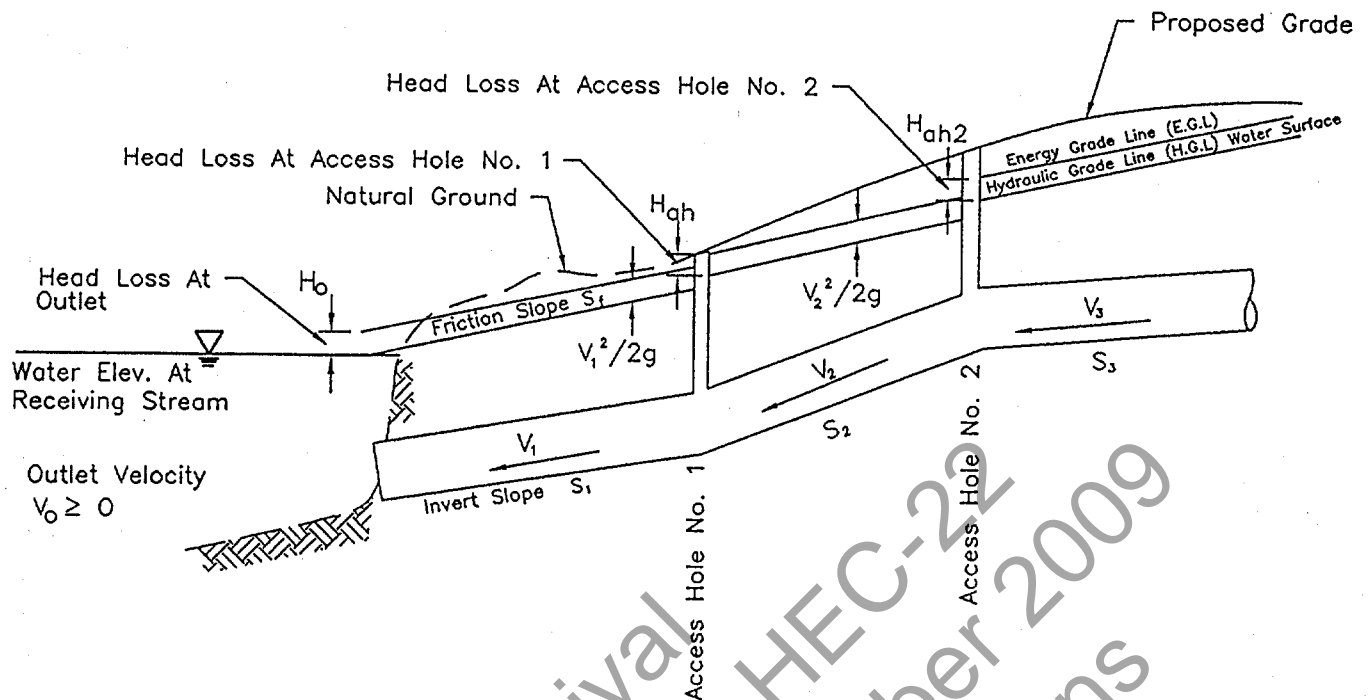 Proposed Grade
Head Loss At Access Hole No. 2
Hah2
Energy Grade Line (E.G.L)
Hydraulic Grade Line (H.G.L) Water Surface
Head Loss At Access Hole No. 1
Natural Ground
Hah
Head Loss At
Outlet
Ho
Friction Slope Sf
V1²/2g
V2²/2g
Water Elev. At
Receiving Stream
V3
S3
V2
S2
V1
Invert Slope S1
Outlet Velocity
Vo ≥ 0
Access Hole No. 1
Access Hole No. 2
HEC-22
2009